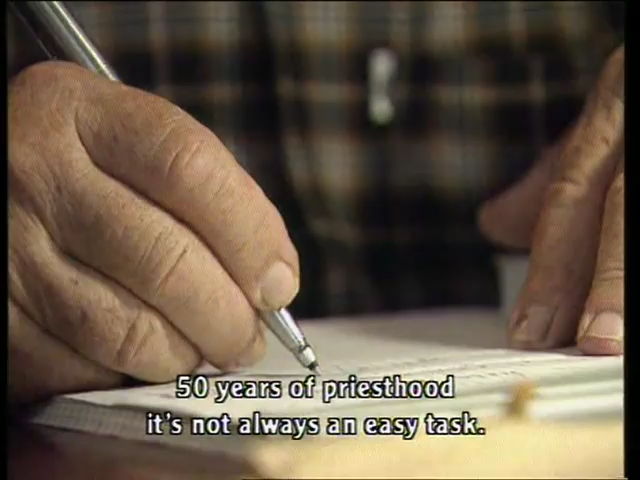 50 years of priesthood
it's not always an easy task.